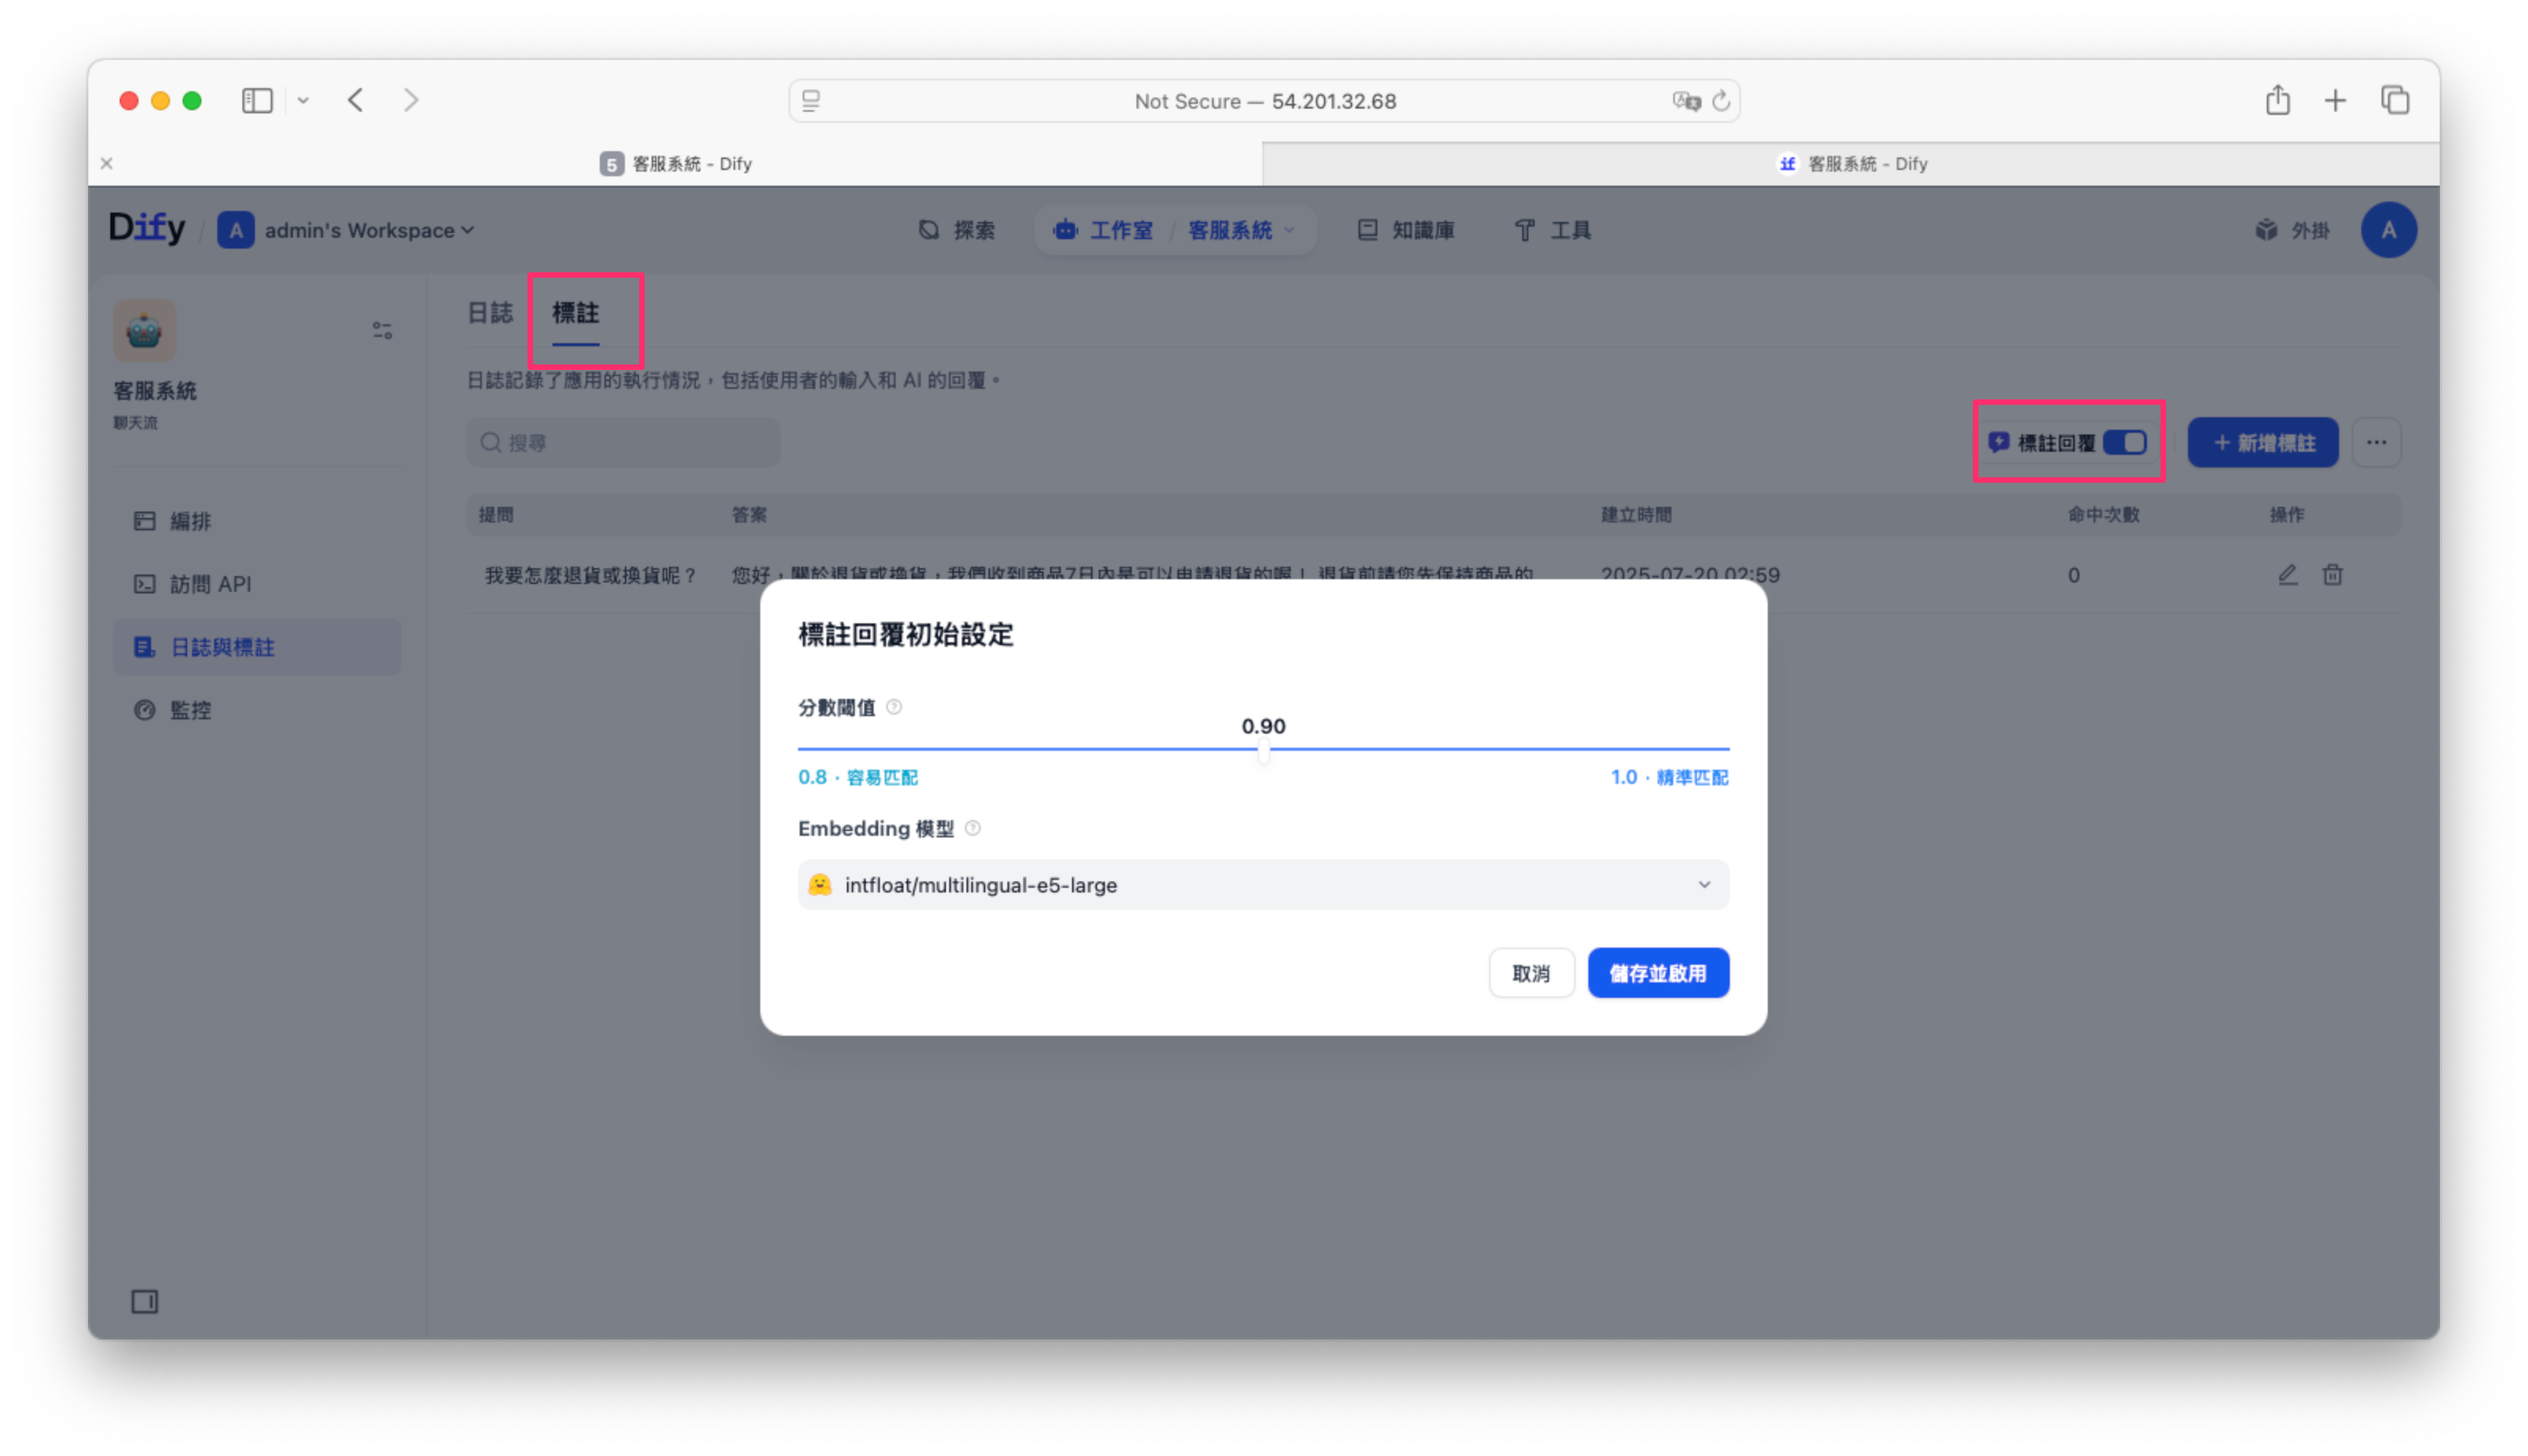 Not Secure — 54.201.32.68
5 客服系統 - Dify
if 客服系統 - Dify
Dify / A admin's Workspace
探索
工作室 / 客服系統
知識庫
工具
外掛
A
客服系統
聊天流
編排
訪問 API
日誌與標註
監控
日誌 標註
日誌記錄了應用的執行情況，包括使用者的輸入和 AI 的回覆。
搜尋
標註回覆
+ 新增標註
提問 答案 建立時間 命中次數 操作
我要怎麼退貨或換貨呢？ 您好，關於退貨或換貨，我們收到商品7日內是可以申請退貨的喔！ 退貨前請您先保持商品的 2025-07-20 02:59 0
標註回覆初始設定
分數閾值
0.90
0.8 · 容易匹配 1.0 · 精準匹配
Embedding 模型
intfloat/multilingual-e5-large
取消 儲存並啟用